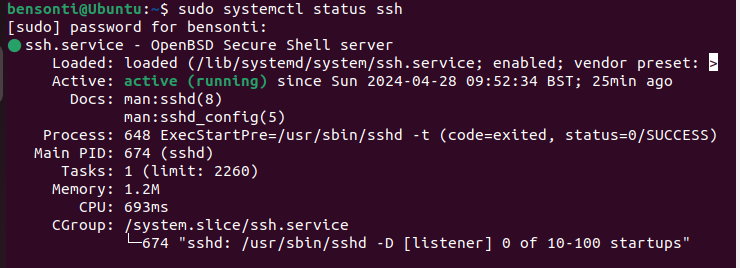 bensonti@Ubuntu:~$ sudo systemctl status ssh
[sudo] password for bensonti:
● ssh.service - OpenBSD Secure Shell server
Loaded: loaded (/lib/systemd/system/ssh.service; enabled; vendor preset: >
Active: active (running) since Sun 2024-04-28 09:52:34 BST; 25min ago
Docs: man:sshd(8)
man:sshd_config(5)
Process: 648 ExecStartPre=/usr/sbin/sshd -t (code=exited, status=0/SUCCESS)
Main PID: 674 (sshd)
Tasks: 1 (limit: 2260)
Memory: 1.2M
CPU: 693ms
CGroup: /system.slice/ssh.service
└─674 "sshd: /usr/sbin/sshd -D [listener] 0 of 10-100 startups"